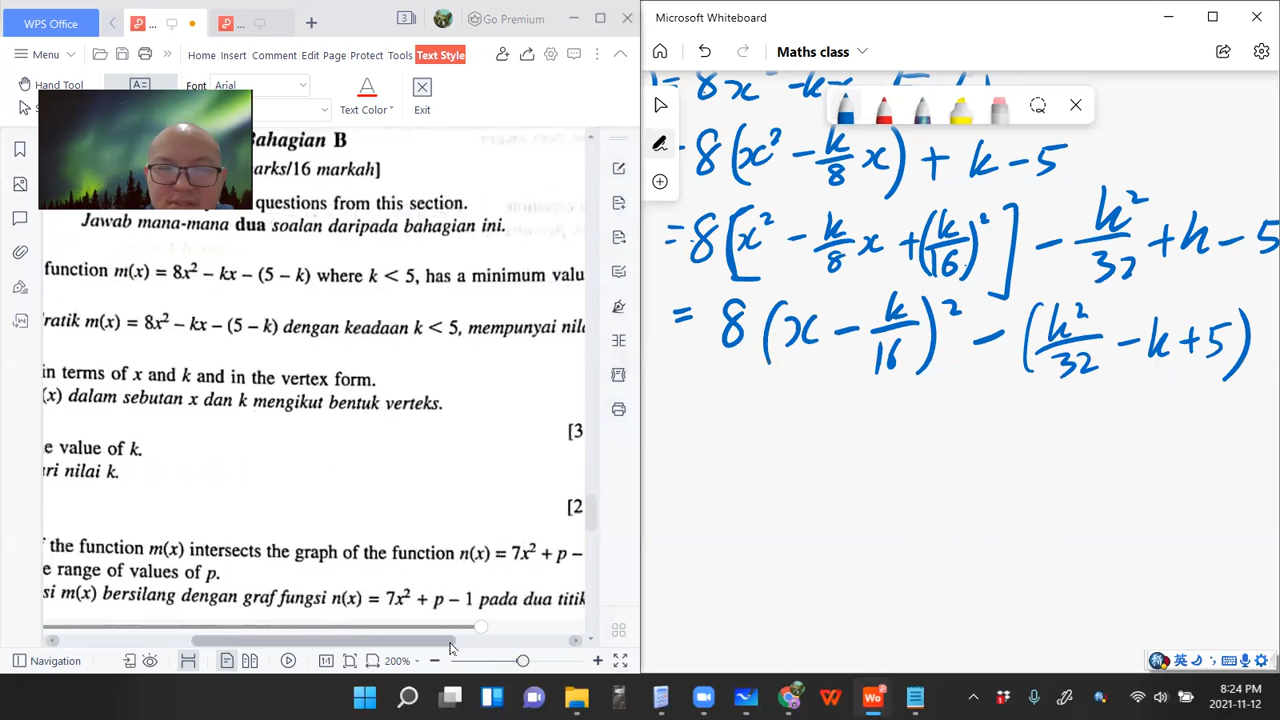 WPS Office
...
...
3
Go Premium
Menu
Home Insert Comment Edit Page Protect Tools Text Style
Hand Tool
Font Arial
Text Color
Exit
Bahagian B
arks/16 markah]
questions from this section.
Jawab mana-mana dua soalan daripada bahagian ini.
function m(x) = 8x² – kx – (5 – k) where k < 5, has a minimum valu
ratik m(x) = 8x² – kx – (5 – k) dengan keadaan k < 5, mempunyai nila
in terms of x and k and in the vertex form.
(x) dalam sebutan x dan k mengikut bentuk verteks.
[3
e value of k.
ri nilai k.
[2
f the function m(x) intersects the graph of the function n(x) = 7x² + p –
e range of values of p.
si m(x) bersilang dengan graf fungsi n(x) = 7x² + p – 1 pada dua titik
Navigation
200%
Microsoft Whiteboard
Maths class
= 8(x² - k/8 x) + k - 5
= 8[x² - k/8 x + (k/16)²] - k²/32 + k - 5
= 8(x - k/16)² - (k²/32 - k + 5)
英
8:24 PM
2021-11-12